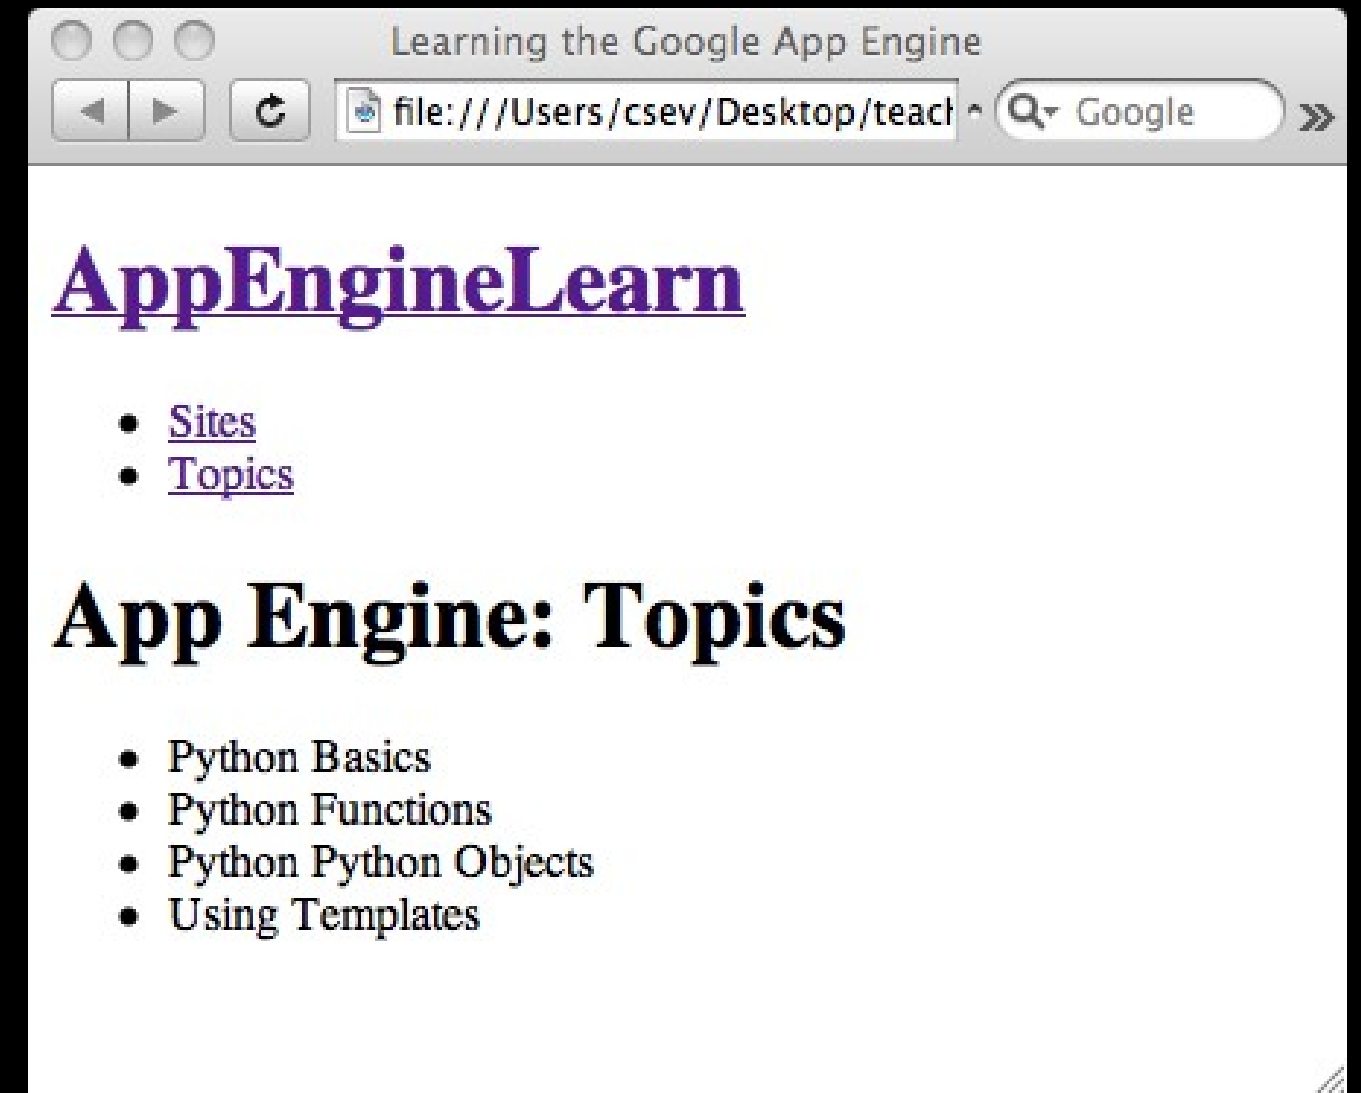 Learning the Google App Engine
file:///Users/csev/Desktop/teach
Google
AppEngineLearn
Sites
Topics
App Engine: Topics
Python Basics
Python Functions
Python Python Objects
Using Templates